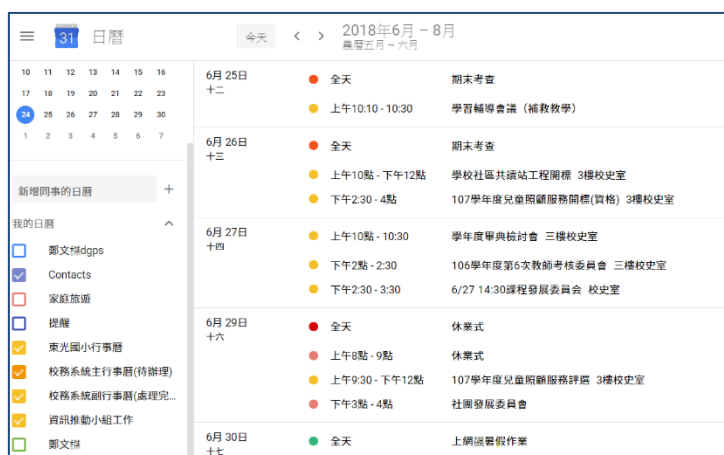 31 日曆 今天 < > 2018年6月 – 8月
農曆五月 ~ 六月
10 11 12 13 14 15 16
17 18 19 20 21 22 23
24 25 26 27 28 29 30
1 2 3 4 5 6 7
新增同事的日曆 +
我的日曆
鄭文
dgps
Contacts
家庭旅遊
提醒
東光國小行事曆
校務系統主行事曆(待辦理)
校務系統副行事曆(處理完...
資訊推動小組工作
鄭文
6月 25日 全天 期末考查
十二
上午10:10 - 10:30 學習輔導會議（補救教學）
6月 26日 全天 期末考查
十三
上午10點 - 下午12點 學校社區共讀站工程開標 3樓校史室
下午2:30 - 4點 107學年度兒童照顧服務開標(資格) 3樓校史室
6月 27日 上午10點 - 10:30 學年度畢典檢討會 三樓校史室
十四
下午2點 - 2:30 106學年度第6次教師考核委員會 三樓校史室
下午2:30 - 3:30 6/27 14:30課程發展委員会 校史室
6月 29日 全天 休業式
十六
上午8點 - 9點 休業式
上午9:30 - 下午12點 107學年度兒童照顧服務評選 3樓校史室
下午3點 - 4點 社團發展委員會
6月 30日 全天 上網
暑假作業
十七